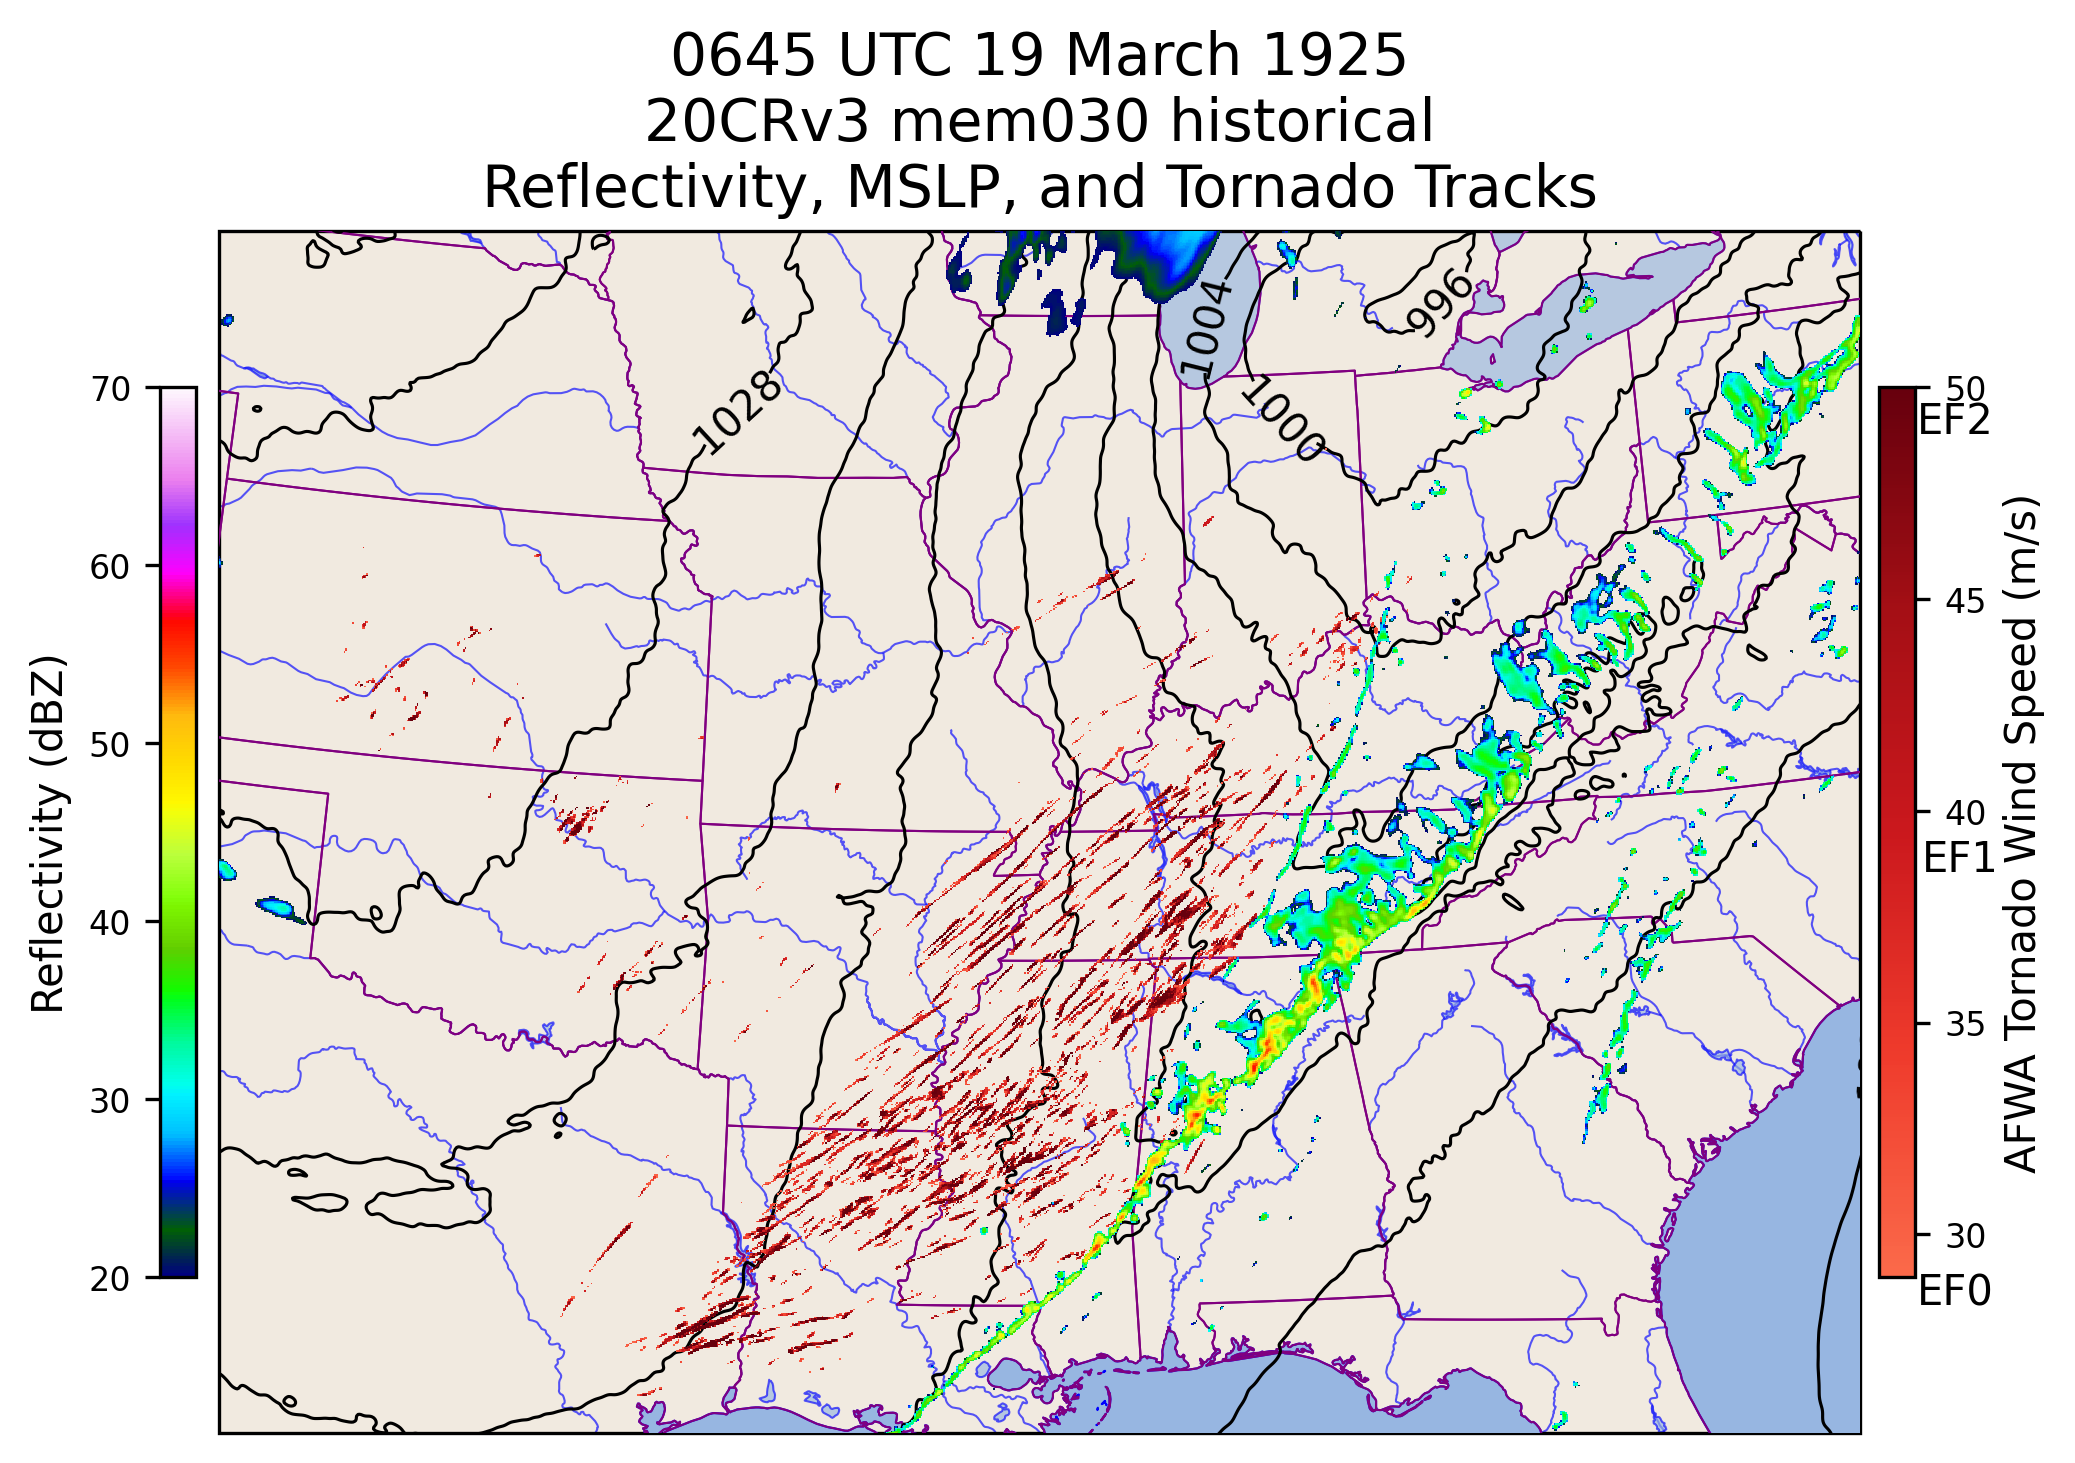 0645 UTC 19 March 1925
20CRv3 mem030 historical
Reflectivity, MSLP, and Tornado Tracks
996
1004
1000
1028
70
60
50
40
30
20
Reflectivity (dBZ)
50
EF2
45
40
EF1
35
30
EF0
AFWA Tornado Wind Speed (m/s)